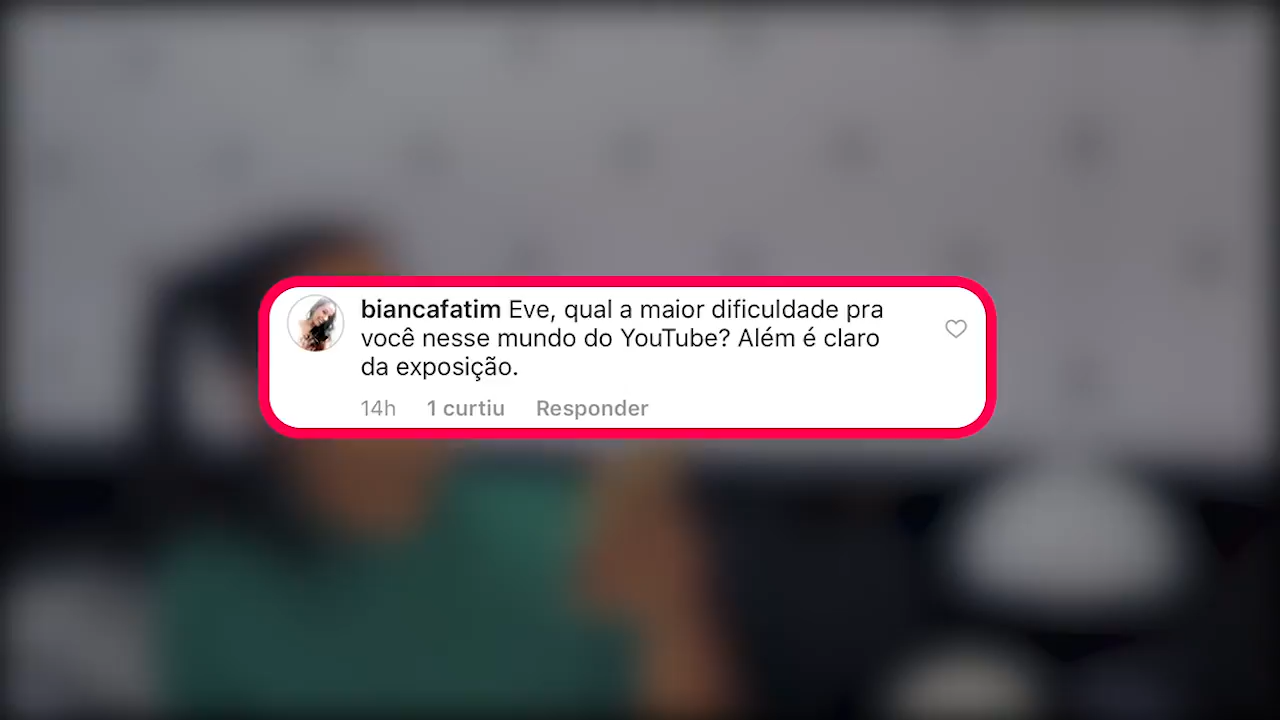 biancafatim Eve, qual a maior dificuldade pra
você nesse mundo do YouTube? Além é claro
da exposição.
14h 1 curtiu Responder